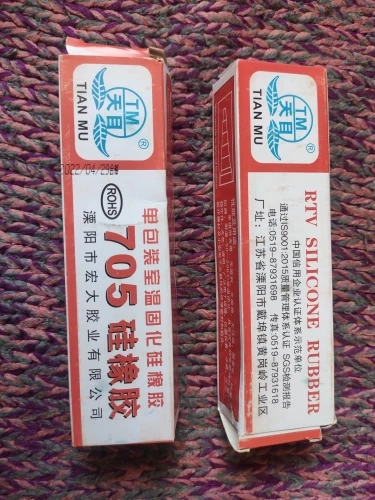 TM
天目
®
TIAN MU
2022/04/29
ROHS
单包装室温固化硅橡胶
705硅橡胶
溧阳市宏大胶业有限公司
TM
天目
®
TIAN MU
RTV SILICONE RUBBER
中国信用企业认证体系示范单位
通过IS9001:2015质量管理体系认证 SGS检测报告
电话:0519-87931698 传真:0519-87931618
厂址：江苏省溧阳市戴埠镇黄岗岭工业区